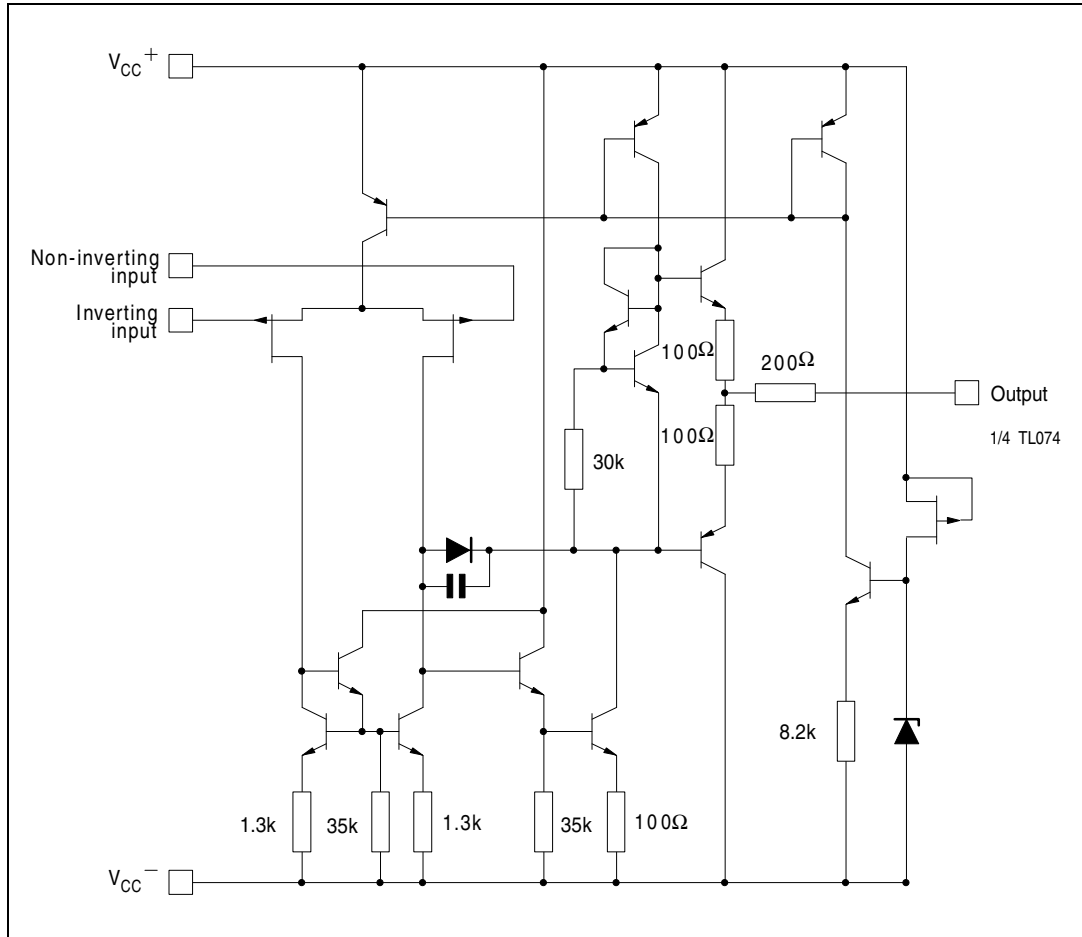 VCC+
Non-inverting
input
Inverting
input
100Ω
200Ω
Output
100Ω
1/4 TL074
30k
8.2k
1.3k
35k
1.3k
35k
100Ω
VCC−